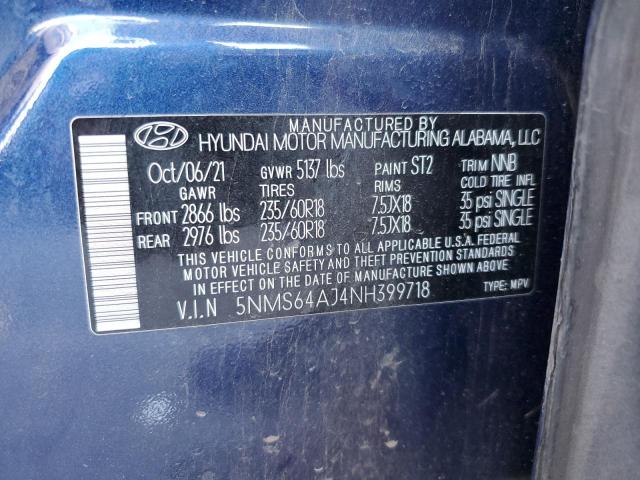 MANUFACTURED BY
HYUNDAI MOTOR MANUFACTURING ALABAMA, LLC
Oct/06/21 GVWR 5137 lbs PAINT ST2 TRIM NNB
GAWR TIRES RIMS COLD TIRE INFL
FRONT 2866 lbs 235/60R18 7.5JX18 35 psi SINGLE
REAR 2976 lbs 235/60R18 7.5JX18 35 psi SINGLE
THIS VEHICLE CONFORMS TO ALL APPLICABLE U.S.A. FEDERAL
MOTOR VEHICLE SAFETY AND THEFT PREVENTION STANDARDS
IN EFFECT ON THE DATE OF MANUFACTURE SHOWN ABOVE.
V.I.N 5NMS64AJ4NH399718 TYPE: MPV